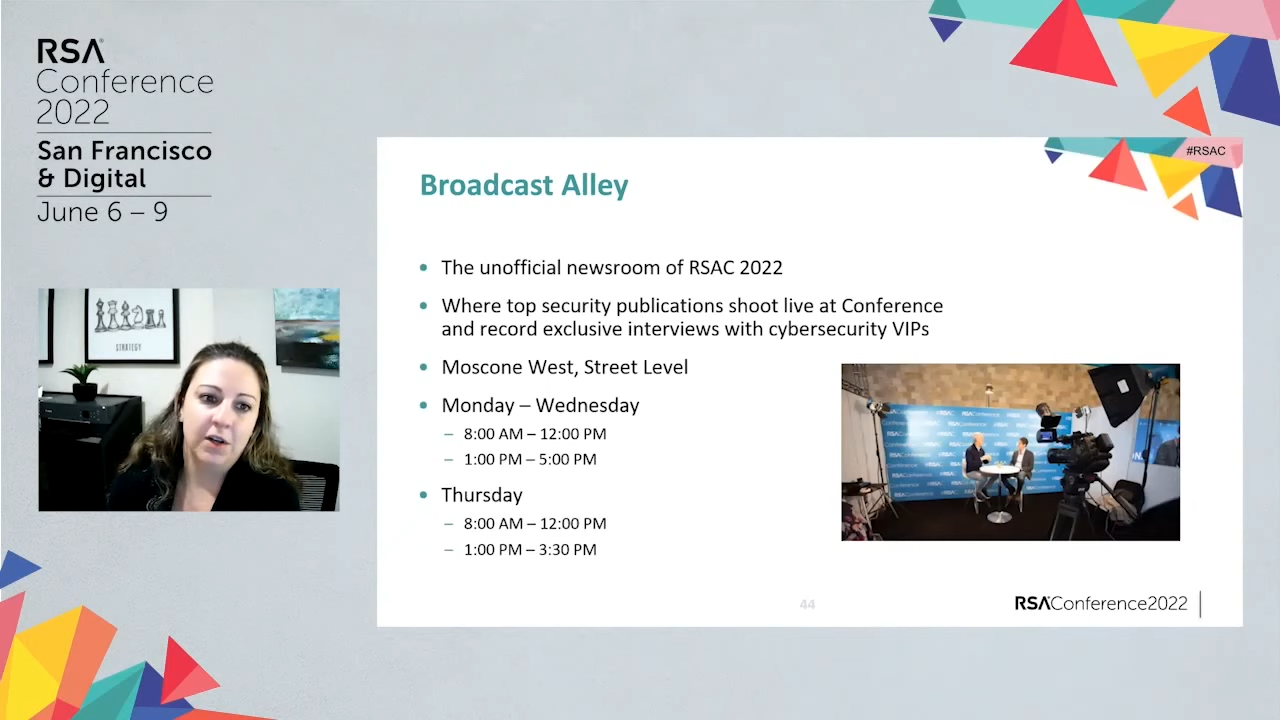 RSA
Conference
2022
San Francisco
& Digital
June 6 – 9
STRATEGY
#RSAC
Broadcast Alley
• The unofficial newsroom of RSAC 2022
• Where top security publications shoot live at Conference
and record exclusive interviews with cybersecurity VIPs
• Moscone West, Street Level
• Monday – Wednesday
– 8:00 AM – 12:00 PM
– 1:00 PM – 5:00 PM
• Thursday
– 8:00 AM – 12:00 PM
– 1:00 PM – 3:30 PM
RSAConference
44
RSAConference2022